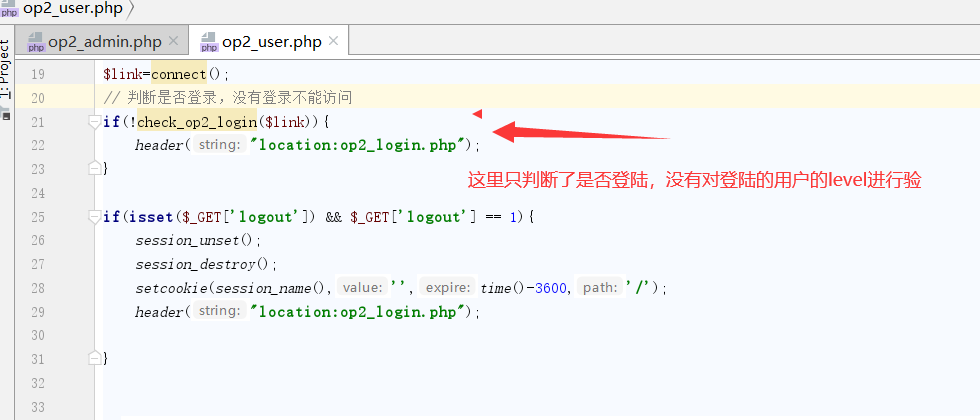 op2_user.php
op2_admin.php
op2_user.php
1: Project
19 $link=connect();
20 // 判断是否登录，没有登录不能访问
21 if(!check_op2_login($link)){
22 header( string: "location:op2_login.php");
23 }
这里只判断了是否登陆，没有对登陆的用户的level进行验
24
25 if(isset($_GET['logout']) && $_GET['logout'] == 1){
26 session_unset();
27 session_destroy();
28 setcookie(session_name(), value: '', expire: time()-3600, path: '/');
29 header( string: "location:op2_login.php");
30
31 }
32
33